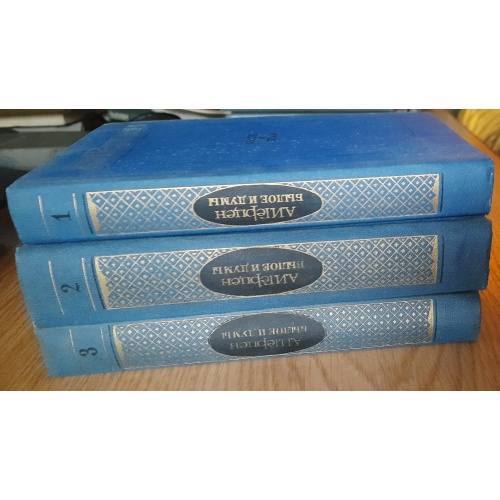 1
А.И.Герцен
БЫЛОЕ И ДУМЫ
2
А.И.Герцен
БЫЛОЕ И ДУМЫ
3
А.И.Герцен
БЫЛОЕ И ДУМЫ